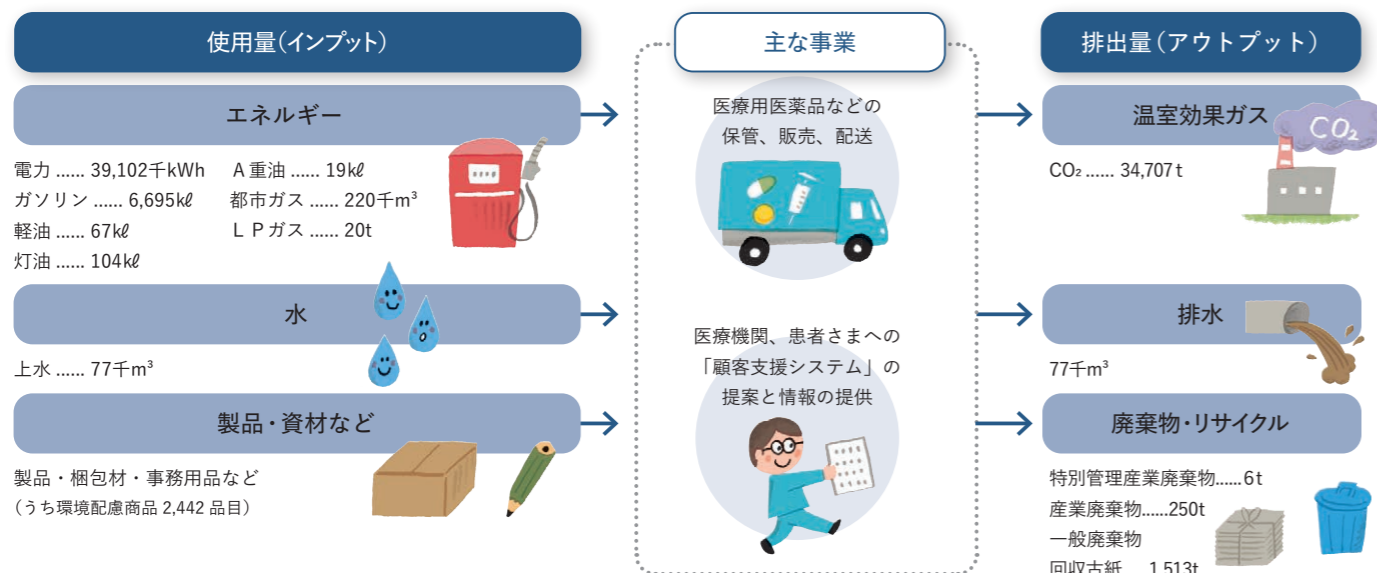 使用量(インプット)
エネルギー
電力 ...... 39,102千kWh
ガソリン ...... 6,695kℓ
軽油 ...... 67kℓ
灯油 ...... 104kℓ
A重油 ...... 19kℓ
都市ガス ...... 220千m³
LPガス ...... 20t
水
上水 ...... 77千m³
製品・資材など
製品・梱包材・事務用品など
(うち環境配慮商品 2,442 品目)
主な事業
医療用医薬品などの
保管、販売、配送
医療機関、患者さまへの
「顧客支援システム」の
提案と情報の提供
排出量(アウトプット)
温室効果ガス
CO₂
CO₂ ...... 34,707t
排水
77千m³
廃棄物・リサイクル
特別管理産業廃棄物......6t
産業廃棄物......250t
一般廃棄物
回収古紙 1,513t